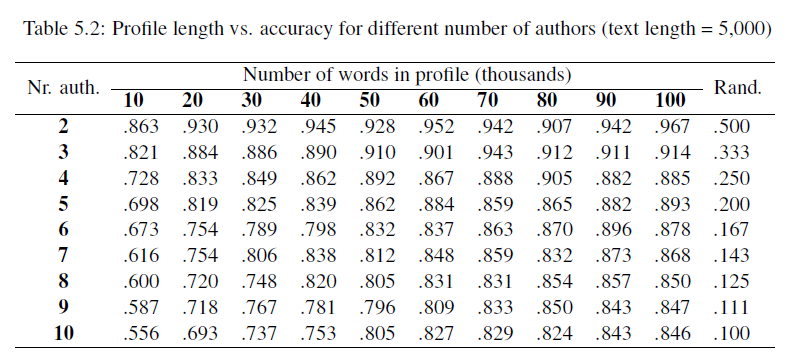 Table 5.2: Profile length vs. accuracy for different number of authors (text length = 5,000)
Nr. auth. Number of words in profile (thousands) Rand.
10 20 30 40 50 60 70 80 90 100
2 .863 .930 .932 .945 .928 .952 .942 .907 .942 .967 .500
3 .821 .884 .886 .890 .910 .901 .943 .912 .911 .914 .333
4 .728 .833 .849 .862 .892 .867 .888 .905 .882 .885 .250
5 .698 .819 .825 .839 .862 .884 .859 .865 .882 .893 .200
6 .673 .754 .789 .798 .832 .837 .863 .870 .896 .878 .167
7 .616 .754 .806 .838 .812 .848 .859 .832 .873 .868 .143
8 .600 .720 .748 .820 .805 .831 .831 .854 .857 .850 .125
9 .587 .718 .767 .781 .796 .809 .833 .850 .843 .847 .111
10 .556 .693 .737 .753 .805 .827 .829 .824 .843 .846 .100